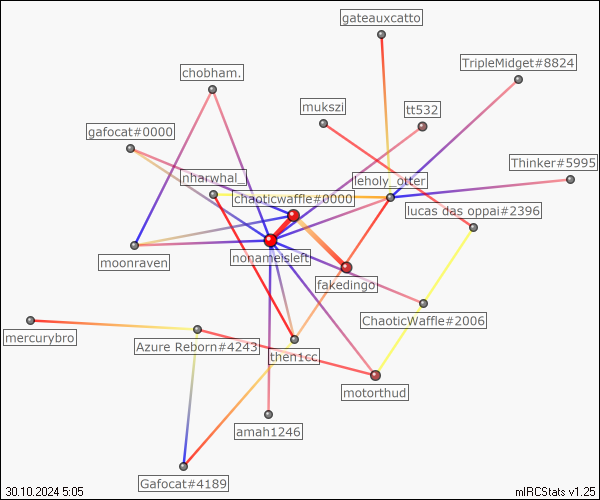 gateauxcatto
TripleMidget#8824
chobham.
mukszi
tt532
gafocat#0000
Thinker#5995
nharwhal_
leholy_otter
chaoticwaffle#0000
lucas das oppai#2396
nonameisleft
moonraven
fakedingo
ChaoticWaffle#2006
mercurybro
Azure Reborn#4243
then1cc
motorthud
amah1246
Gafocat#4189
30.10.2024 5:05
mIRCStats v1.25